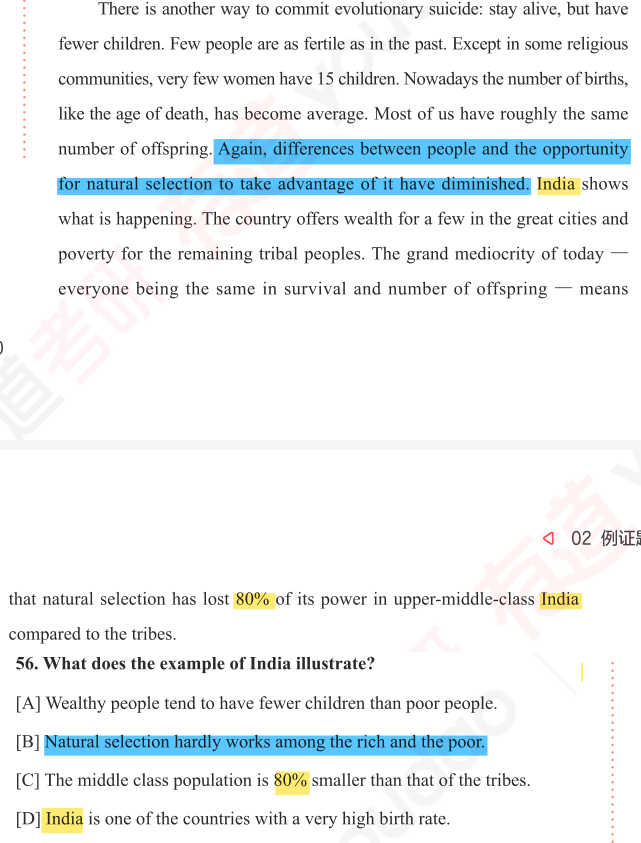 There is another way to commit evolutionary suicide: stay alive, but have
fewer children. Few people are as fertile as in the past. Except in some religious
communities, very few women have 15 children. Nowadays the number of births,
like the age of death, has become average. Most of us have roughly the same
number of offspring. Again, differences between people and the opportunity
for natural selection to take advantage of it have diminished. India shows
what is happening. The country offers wealth for a few in the great cities and
poverty for the remaining tribal peoples. The grand mediocrity of today —
everyone being the same in survival and number of offspring — means
02 例证题
that natural selection has lost 80% of its power in upper-middle-class India
compared to the tribes.
56. What does the example of India illustrate?
[A] Wealthy people tend to have fewer children than poor people.
[B] Natural selection hardly works among the rich and the poor.
[C] The middle class population is 80% smaller than that of the tribes.
[D] India is one of the countries with a very high birth rate.
有道考研